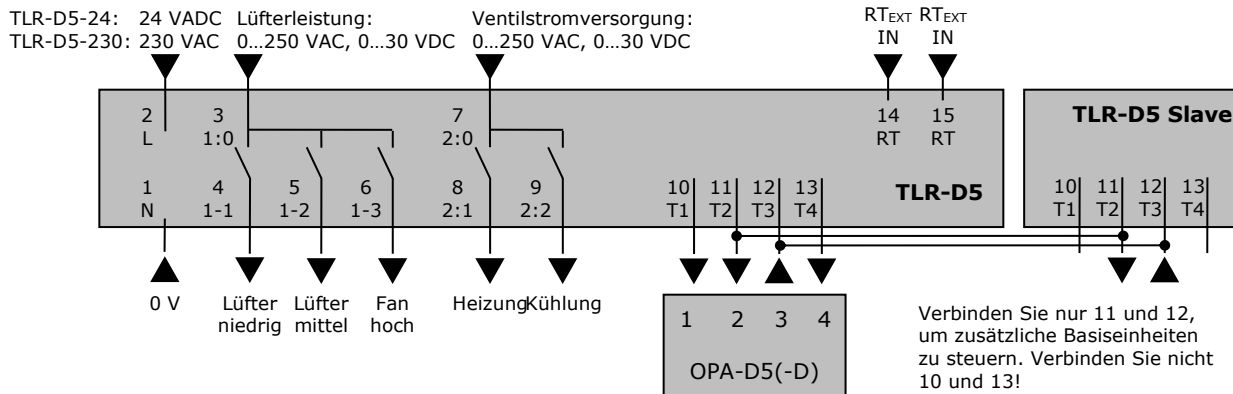 TLR-D5-24: 24 VADC Lüfterleistung: Ventilstromversorgung: RTEXT RTEXT
TLR-D5-230: 230 VAC 0...250 VAC, 0...30 VDC 0...250 VAC, 0...30 VDC IN IN
2 3 7 14 15 TLR-D5 Slave
L 1:0 2:0 RT RT
1 4 5 6 8 9 10 11 12 13 TLR-D5 10 11 12 13
N 1-1 1-2 1-3 2:1 2:2 T1 T2 T3 T4 T1 T2 T3 T4
0 V Lüfter Lüfter Fan Heizung Kühlung
niedrig mittel hoch
1 2 3 4
OPA-D5(-D)
Verbinden Sie nur 11 und 12,
um zusätzliche Basiseinheiten
zu steuern. Verbinden Sie nicht
10 und 13!